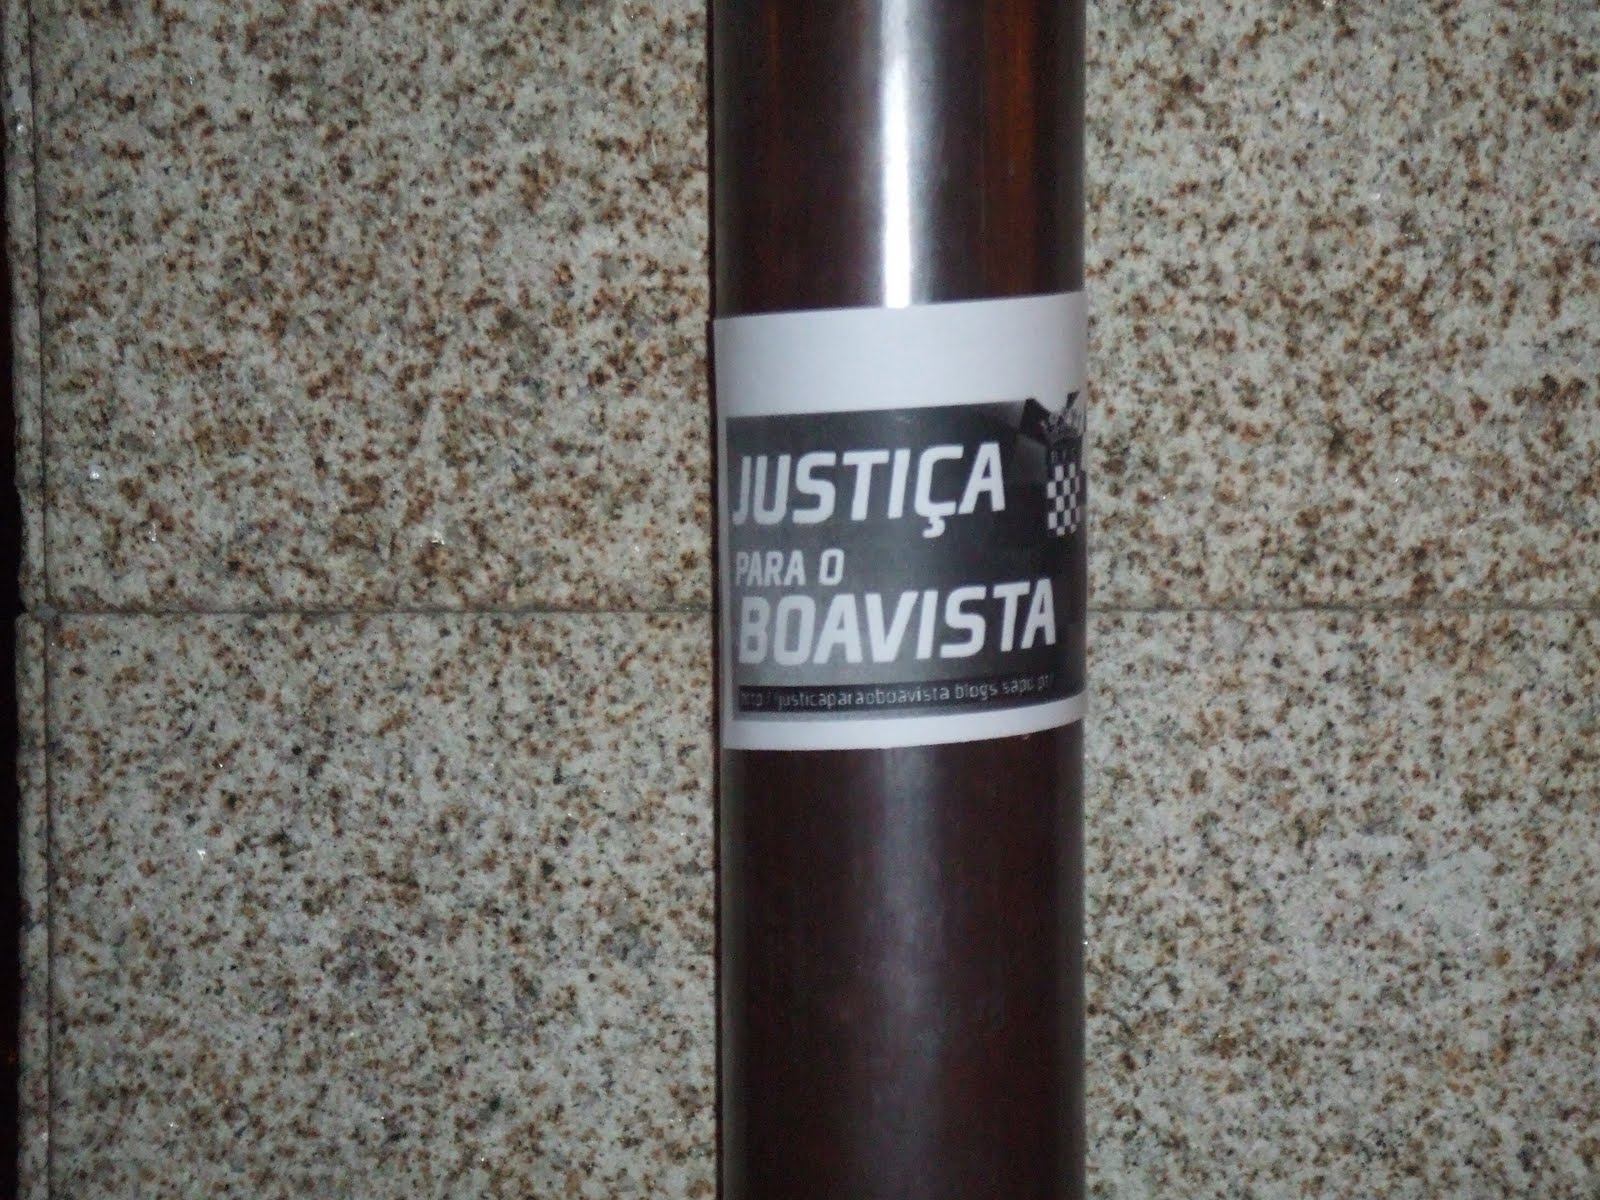 JUSTIÇA
PARA O
BOAVISTA
http://justicaparaoboavista.blogs.sapo.pt/